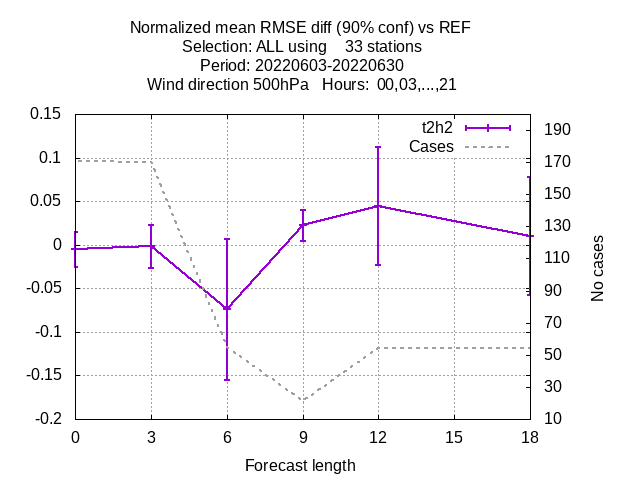 Normalized mean RMSE diff (90% conf) vs REF
Selection: ALL using    33 stations
Period: 20220603-20220630
Wind direction 500hPa   Hours:  00,03,...,21
t2h2
Cases
0.15
0.1
0.05
0
-0.05
-0.1
-0.15
-0.2
190
170
150
130
110
90
70
50
30
10
No cases
0 3 6 9 12 15 18
Forecast length